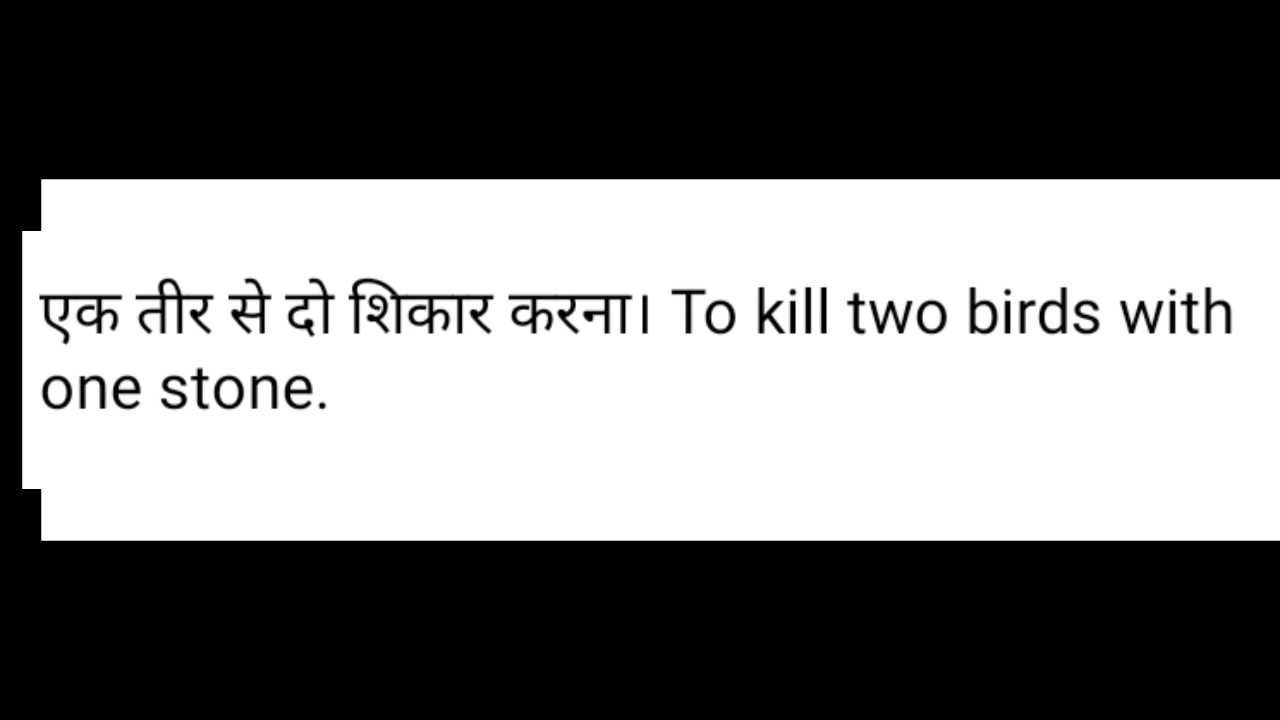 एक तीर से दो शिकार करना। To kill two birds with
one stone.